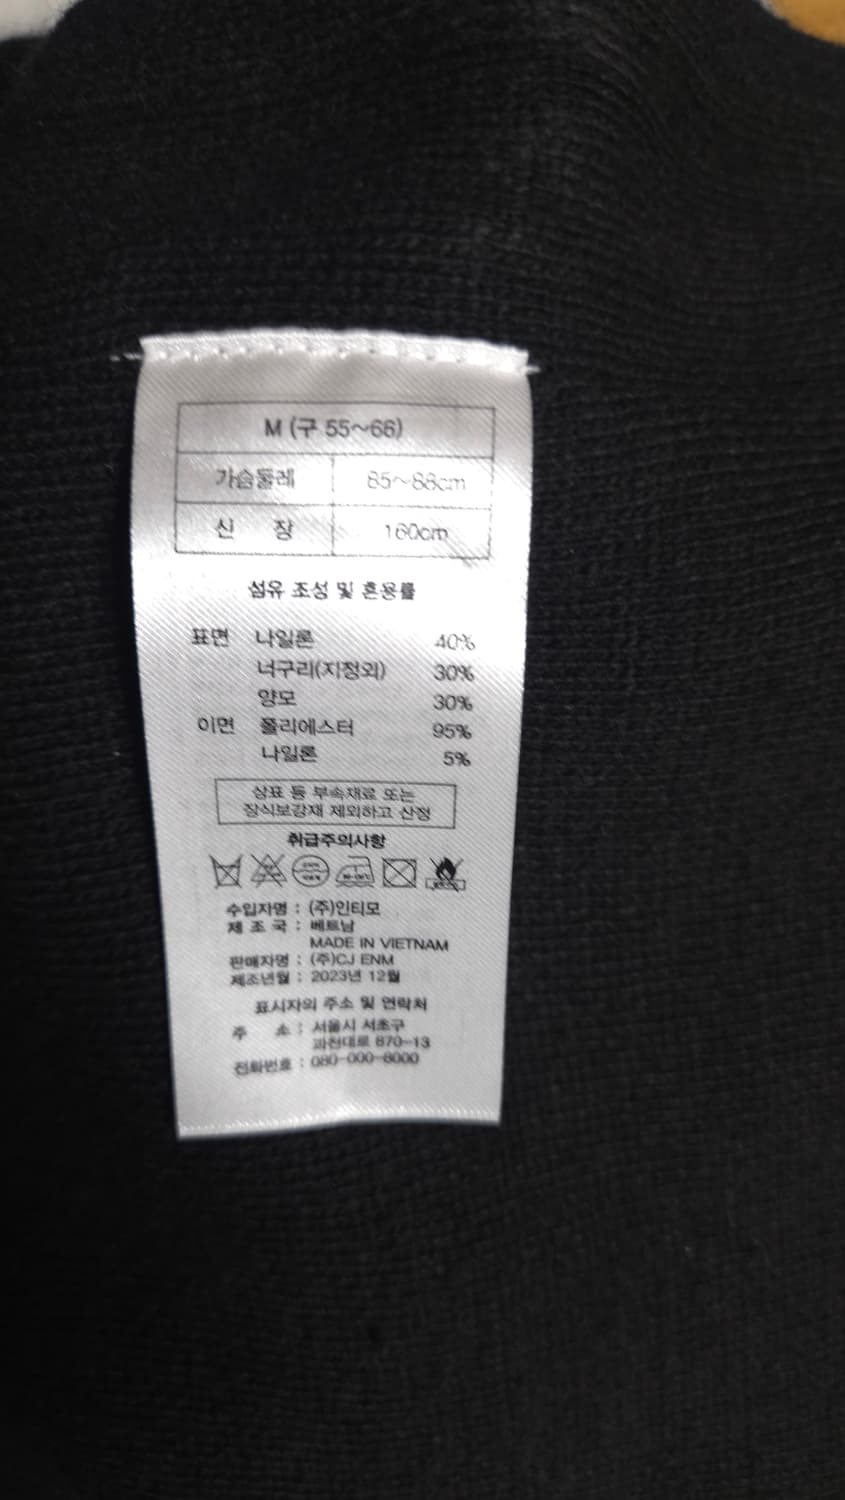 M (구 55~66)
가슴둘레 85~88cm
신 장 160cm
섬유 조성 및 혼용률
표면 나일론 40%
너구리(지정외) 30%
양모 30%
이면 폴리에스터 95%
나일론 5%
상표 등 부속재료 또는
장식보강재 제외하고 산정
취급주의사항
수입자명 : (주)인티모
제 조 국 : 베트남
MADE IN VIETNAM
판매자명 : (주)CJ ENM
제조년월 : 2023년 12월
표시자의 주소 및 연락처
주 소 : 서울시 서초구
과천대로 870-13
전화번호 : 080-000-8000